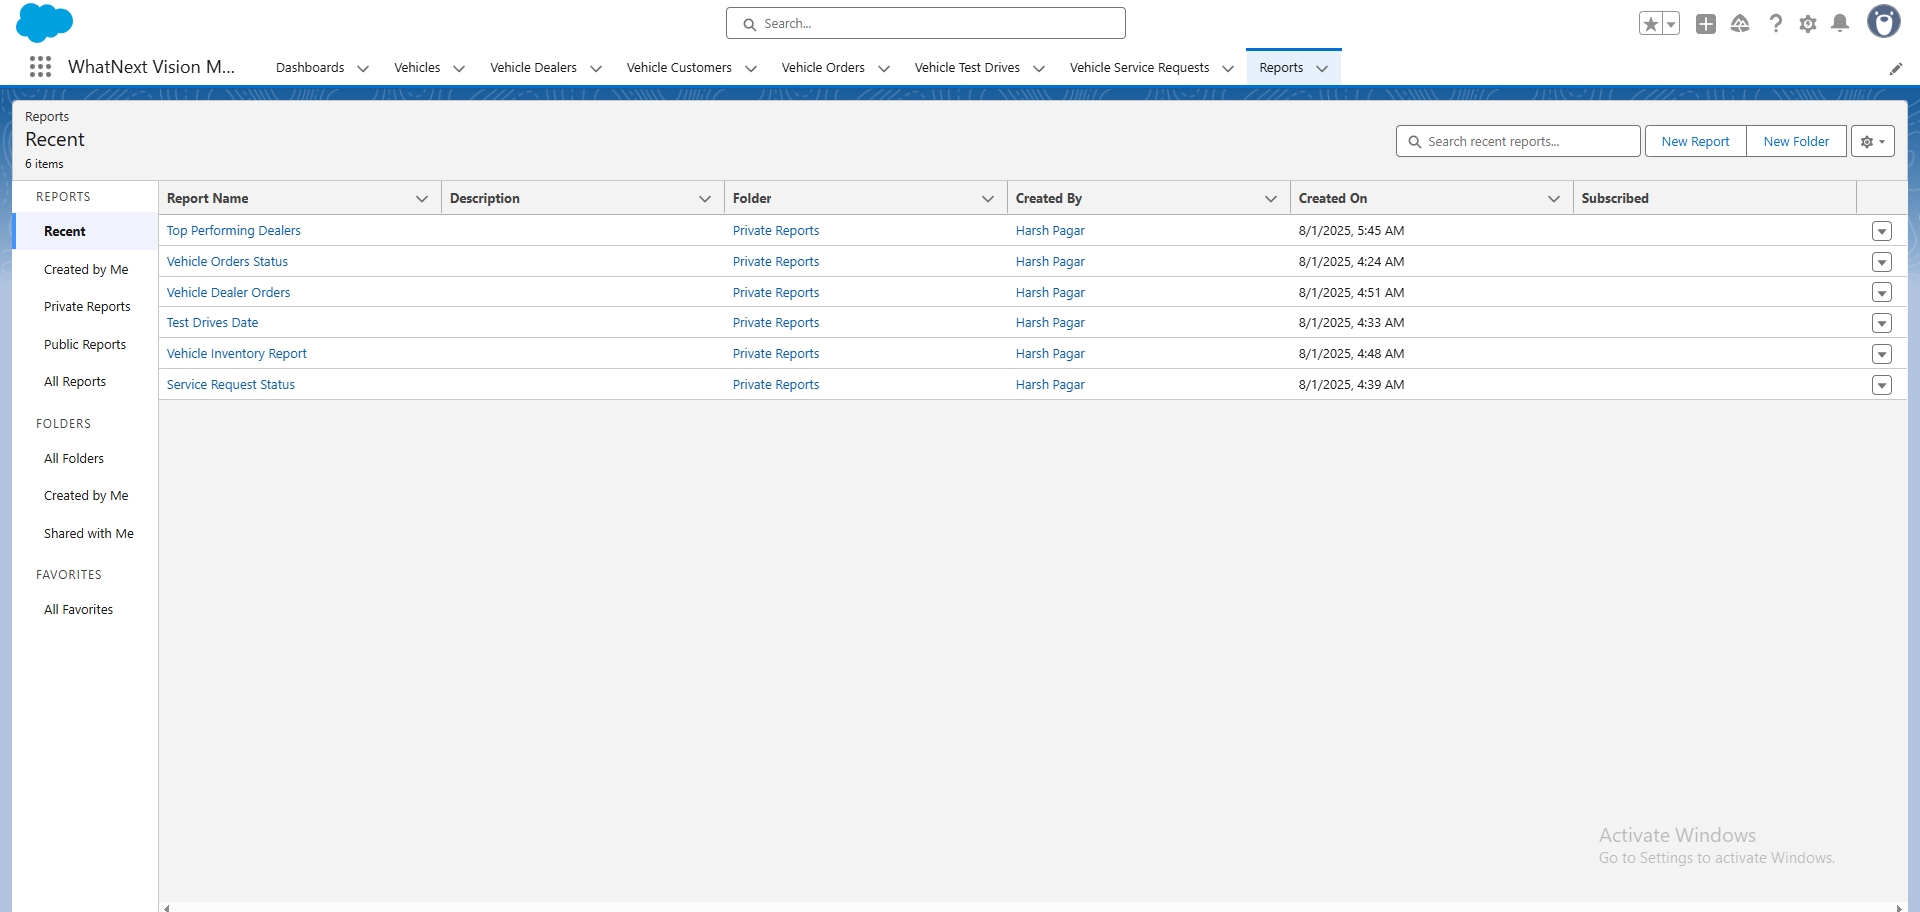 Search...
WhatNext Vision M...
Dashboards
Vehicles
Vehicle Dealers
Vehicle Customers
Vehicle Orders
Vehicle Test Drives
Vehicle Service Requests
Reports
Reports
Recent
6 items
Search recent reports...
New Report
New Folder
REPORTS
Recent
Created by Me
Private Reports
Public Reports
All Reports
FOLDERS
All Folders
Created by Me
Shared with Me
FAVORITES
All Favorites
Report Name Description Folder Created By Created On Subscribed
Top Performing Dealers Private Reports Harsh Pagar 8/1/2025, 5:45 AM
Vehicle Orders Status Private Reports Harsh Pagar 8/1/2025, 4:24 AM
Vehicle Dealer Orders Private Reports Harsh Pagar 8/1/2025, 4:51 AM
Test Drives Date Private Reports Harsh Pagar 8/1/2025, 4:33 AM
Vehicle Inventory Report Private Reports Harsh Pagar 8/1/2025, 4:48 AM
Service Request Status Private Reports Harsh Pagar 8/1/2025, 4:39 AM
Activate Windows
Go to Settings to activate Windows.